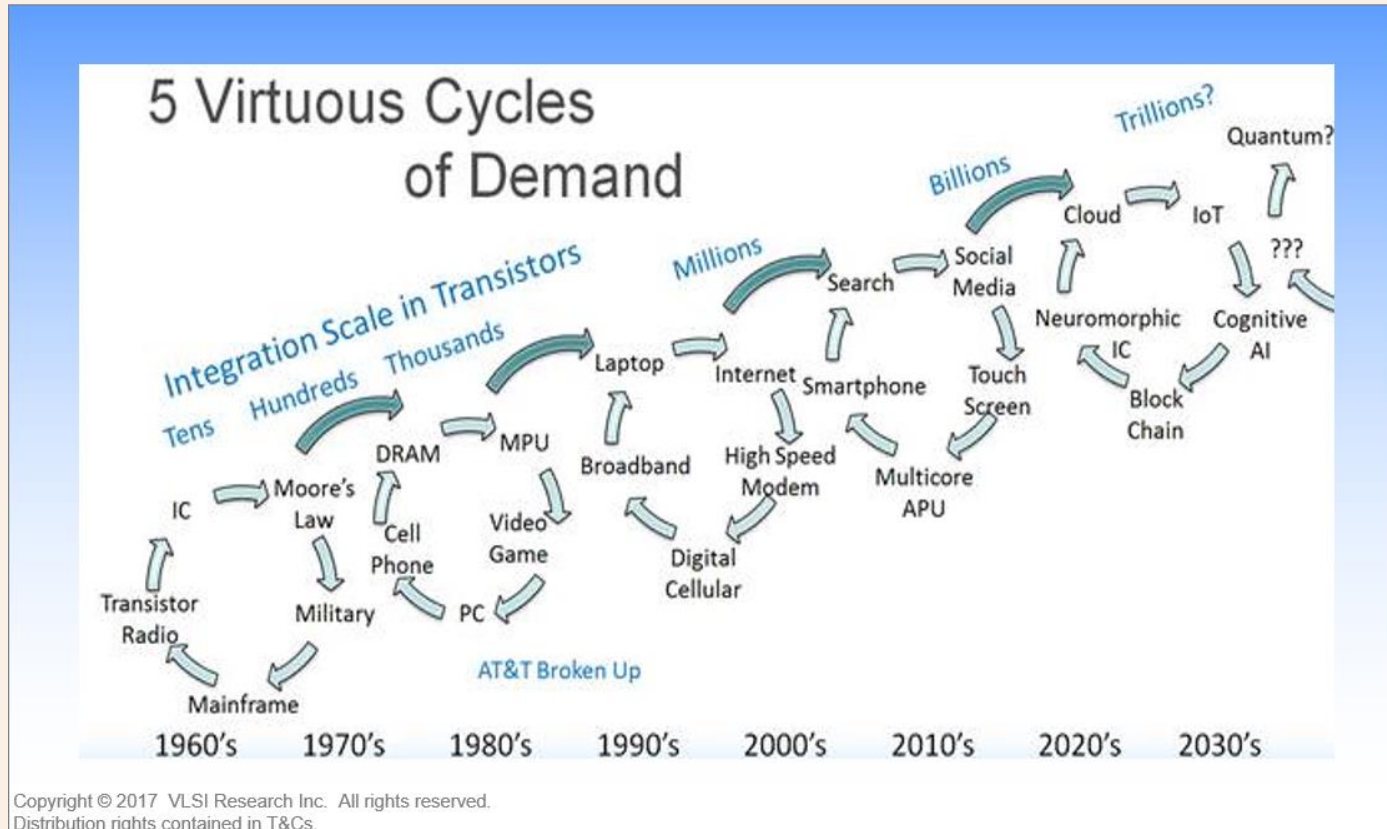 5 Virtuous Cycles
of Demand
Trillions?
Quantum?
Billions
Cloud
IoT
???
Integration Scale in Transistors
Millions
Search
Social
Media
Neuromorphic
IC
Cognitive
AI
Tens
Hundreds
Thousands
Laptop
Internet
Smartphone
Touch
Screen
Block
Chain
DRAM
MPU
Broadband
High Speed
Modem
Multicore
APU
IC
Moore's
Law
Cell
Phone
Video
Game
Digital
Cellular
Transistor
Radio
Military
PC
Mainframe
AT&T Broken Up
1960's 1970's 1980's 1990's 2000's 2010's 2020's 2030's
Copyright © 2017 VLSI Research Inc. All rights reserved.
Distribution rights contained in T&Cs.